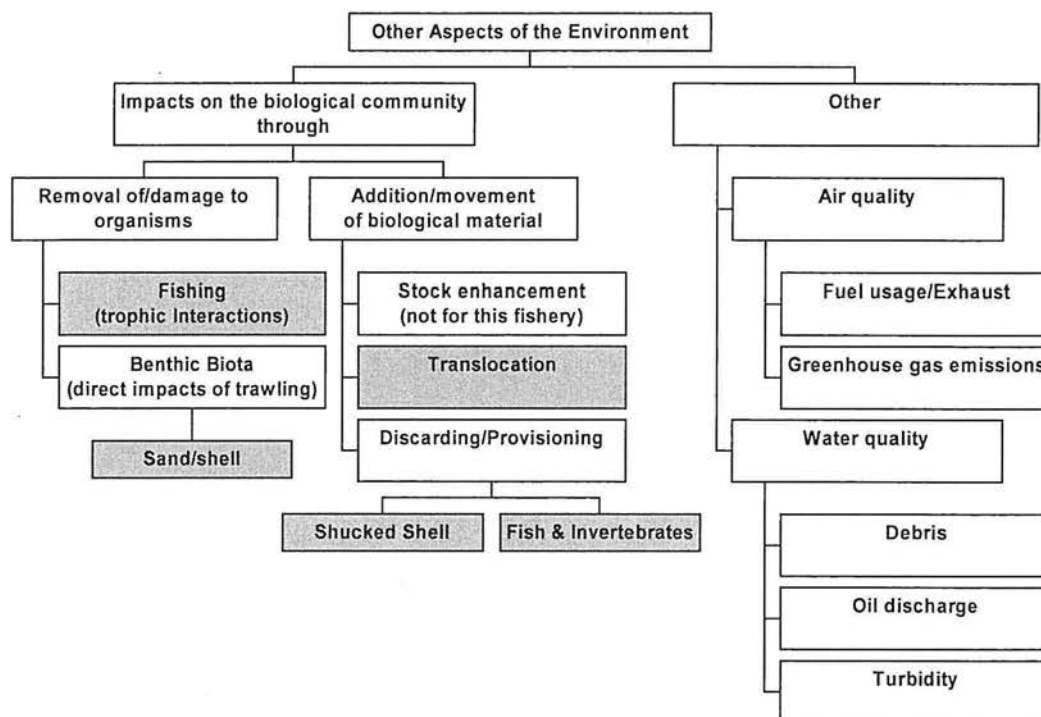 Other Aspects of the Environment
Impacts on the biological community
through
Other
Removal of/damage to
organisms
Addition/movement
of biological material
Air quality
Fishing
(trophic Interactions)
Stock enhancement
(not for this fishery)
Fuel usage/Exhaust
Benthic Biota
(direct impacts of trawling)
Translocation
Greenhouse gas emissions
Sand/shell
Discarding/Provisioning
Water quality
Shucked Shell
Fish & Invertebrates
Debris
Oil discharge
Turbidity